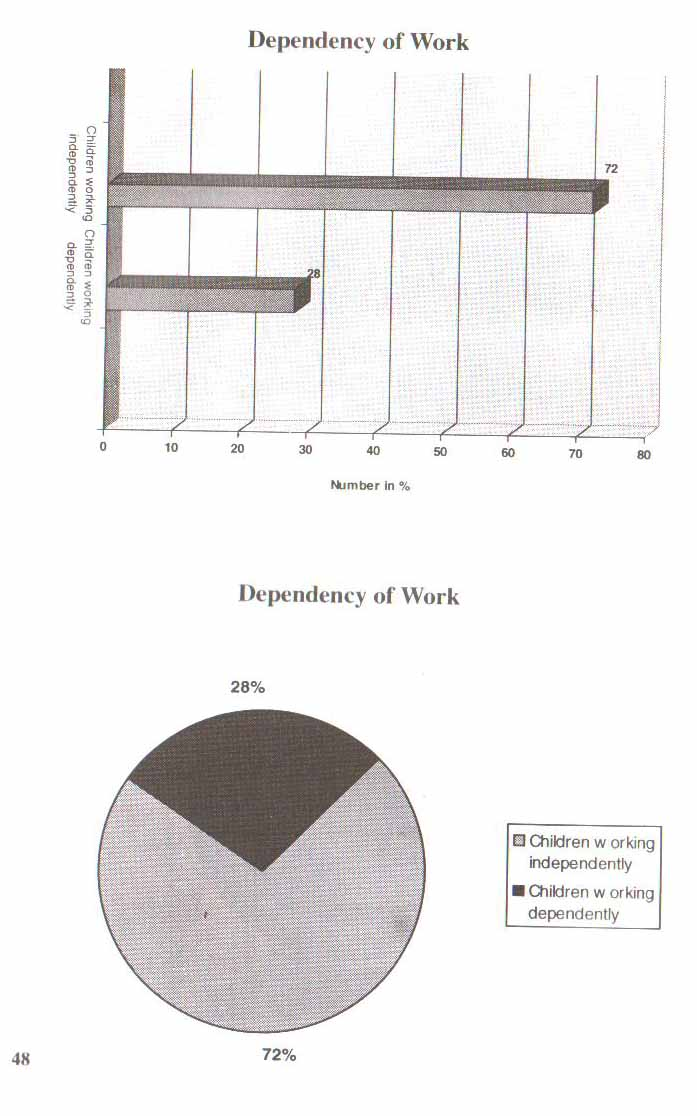 Dependency of Work
72
Children working
independently
28
Children working
dependently
0 10 20 30 40 50 60 70 80
Number in %
Dependency of Work
28%
Children w orking
independently
Children w orking
dependently
72%
48